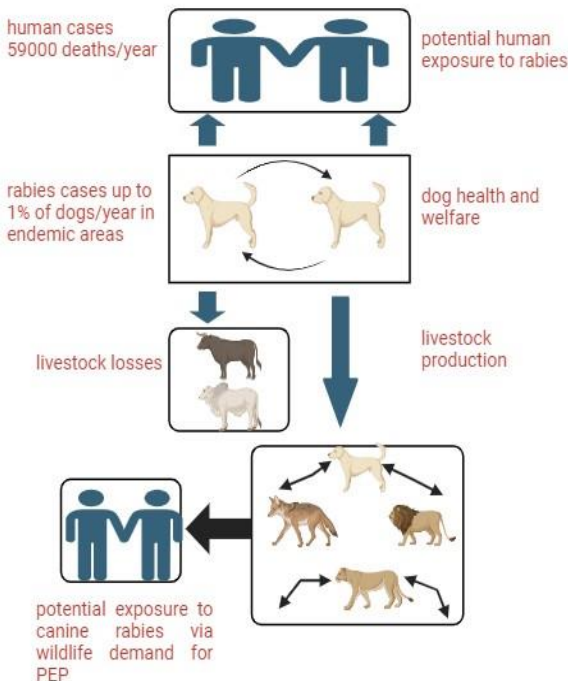 human cases
59000 deaths/year
potential human
exposure to rabies
rabies cases up to
1% of dogs/year in
endemic areas
dog health and
welfare
livestock losses
livestock
production
potential exposure to
canine rabies via
wildlife demand for
PEP